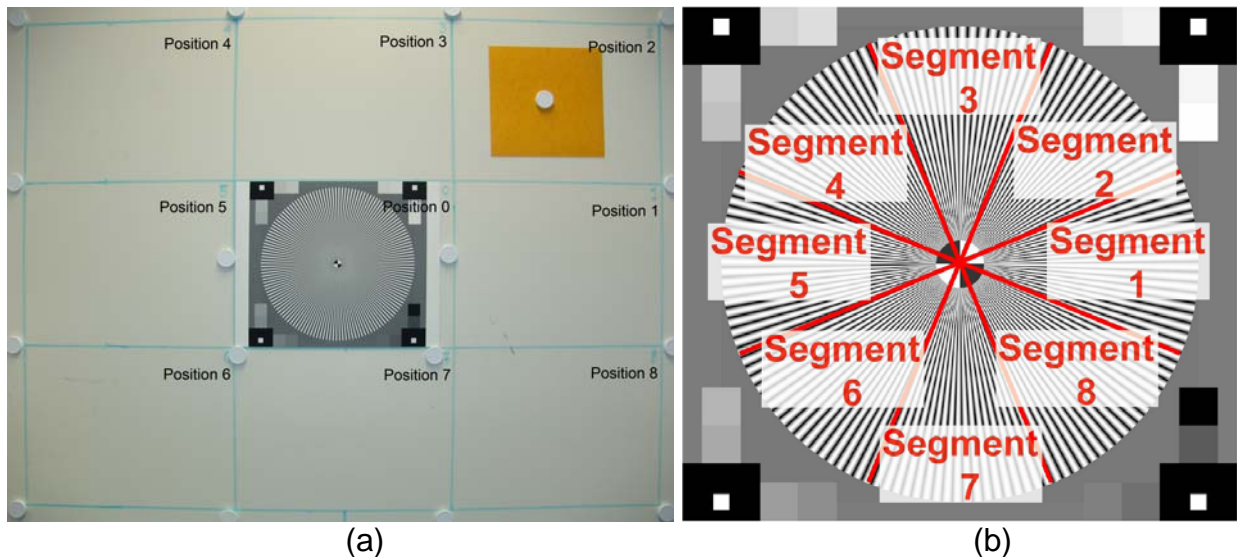 Position 4
Position 3
Position 2
Position 5
Position 0
Position 1
Position 6
Position 7
Position 8
(a)
Segment
3
Segment
4
Segment
2
Segment
5
Segment
1
Segment
6
Segment
8
Segment
7
(b)